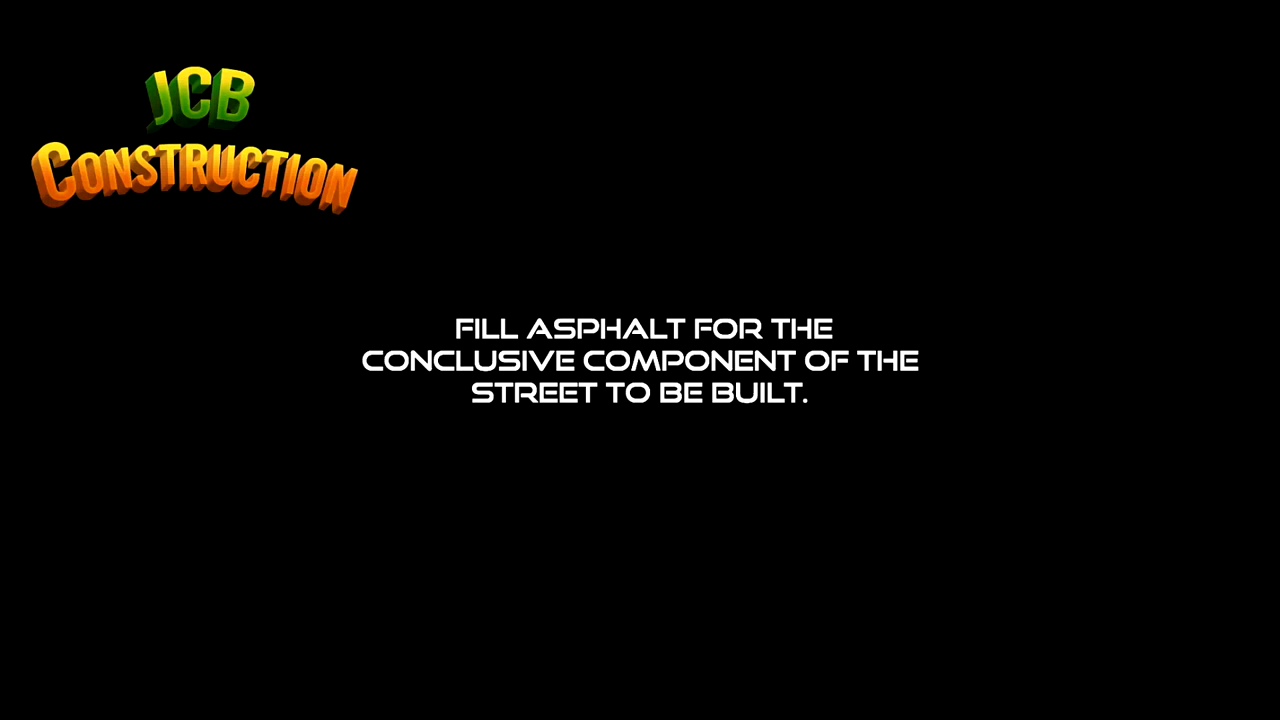 JCB
CONSTRUCTION
FILL ASPHALT FOR THE
CONCLUSIVE COMPONENT OF THE
STREET TO BE BUILT.